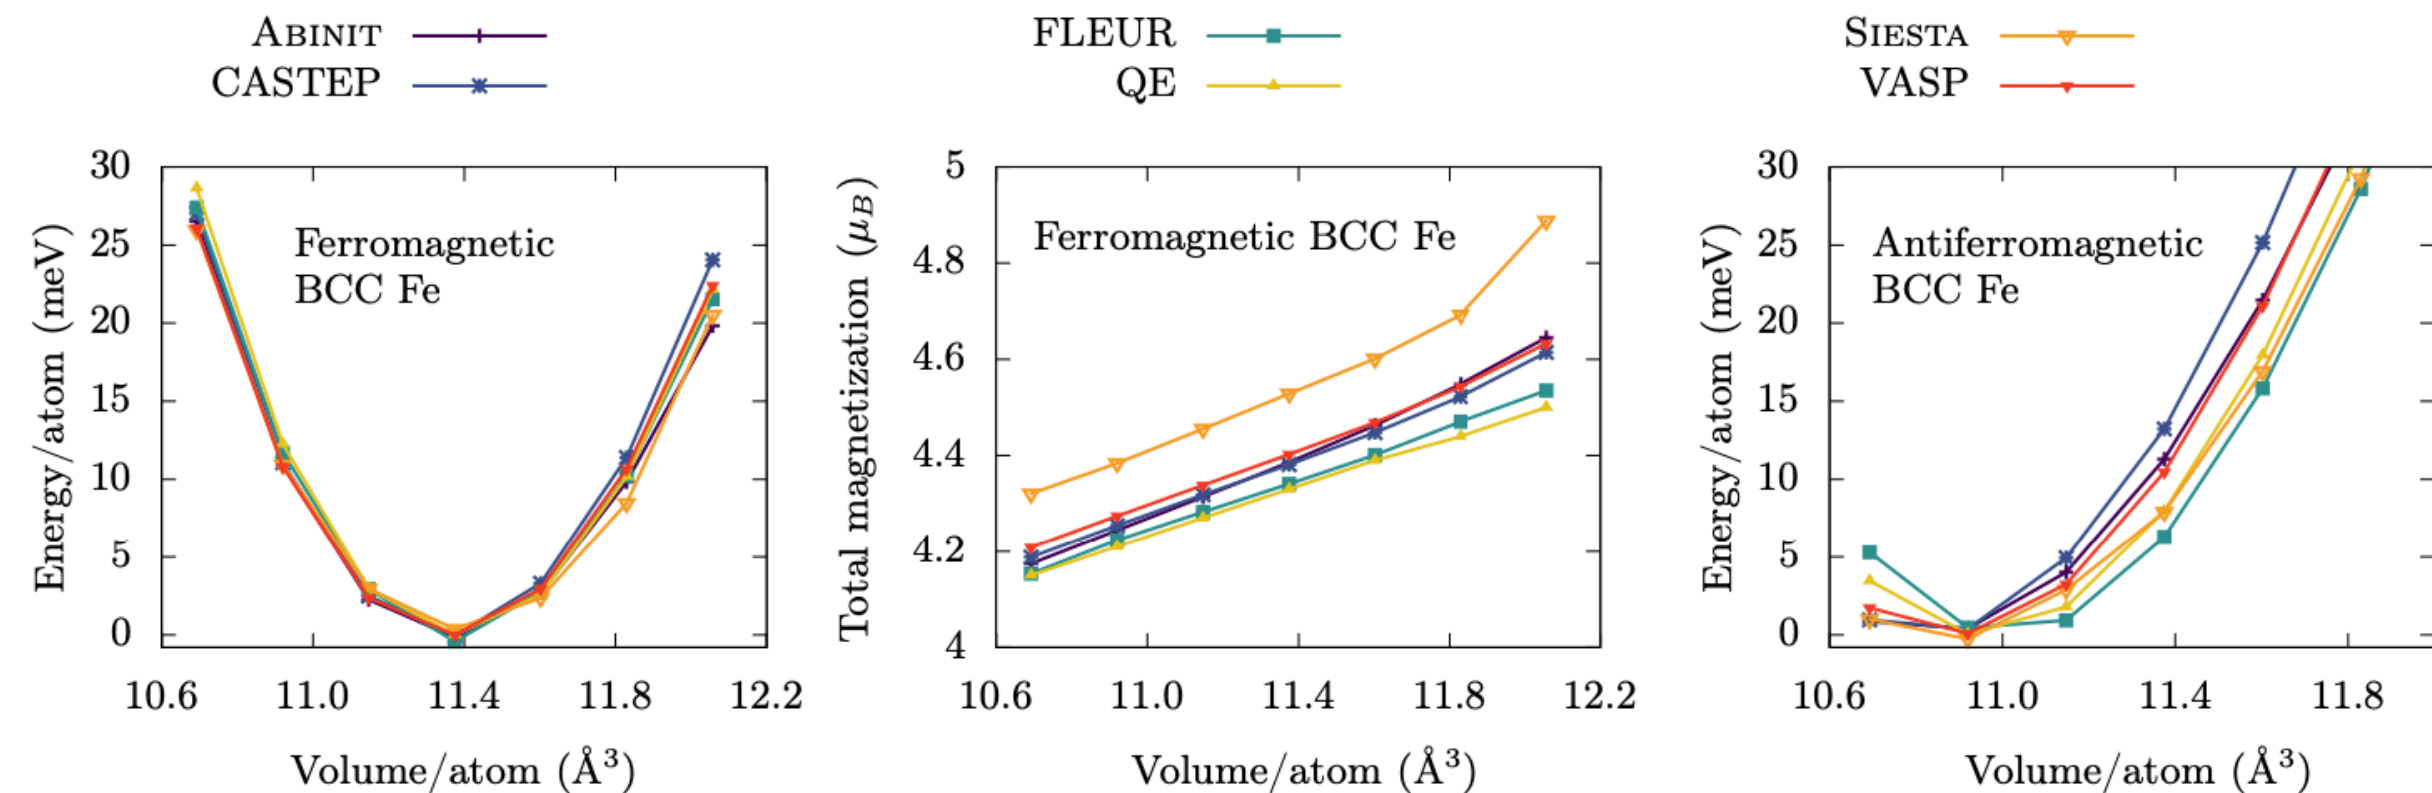 ABINIT
CASTEP
FLEUR
QE
SIESTA
VASP
30
25
20
15
10
5
0
Energy/atom (meV)
Ferromagnetic
BCC Fe
10.6 11.0 11.4 11.8 12.2
Volume/atom (Å³)
5
4.8
4.6
4.4
4.2
4
Total magnetization (μB)
Ferromagnetic BCC Fe
10.6 11.0 11.4 11.8 12.2
Volume/atom (Å³)
30
25
20
15
10
5
0
Energy/atom (meV)
Antiferromagnetic
BCC Fe
10.6 11.0 11.4 11.8
Volume/atom (Å³)